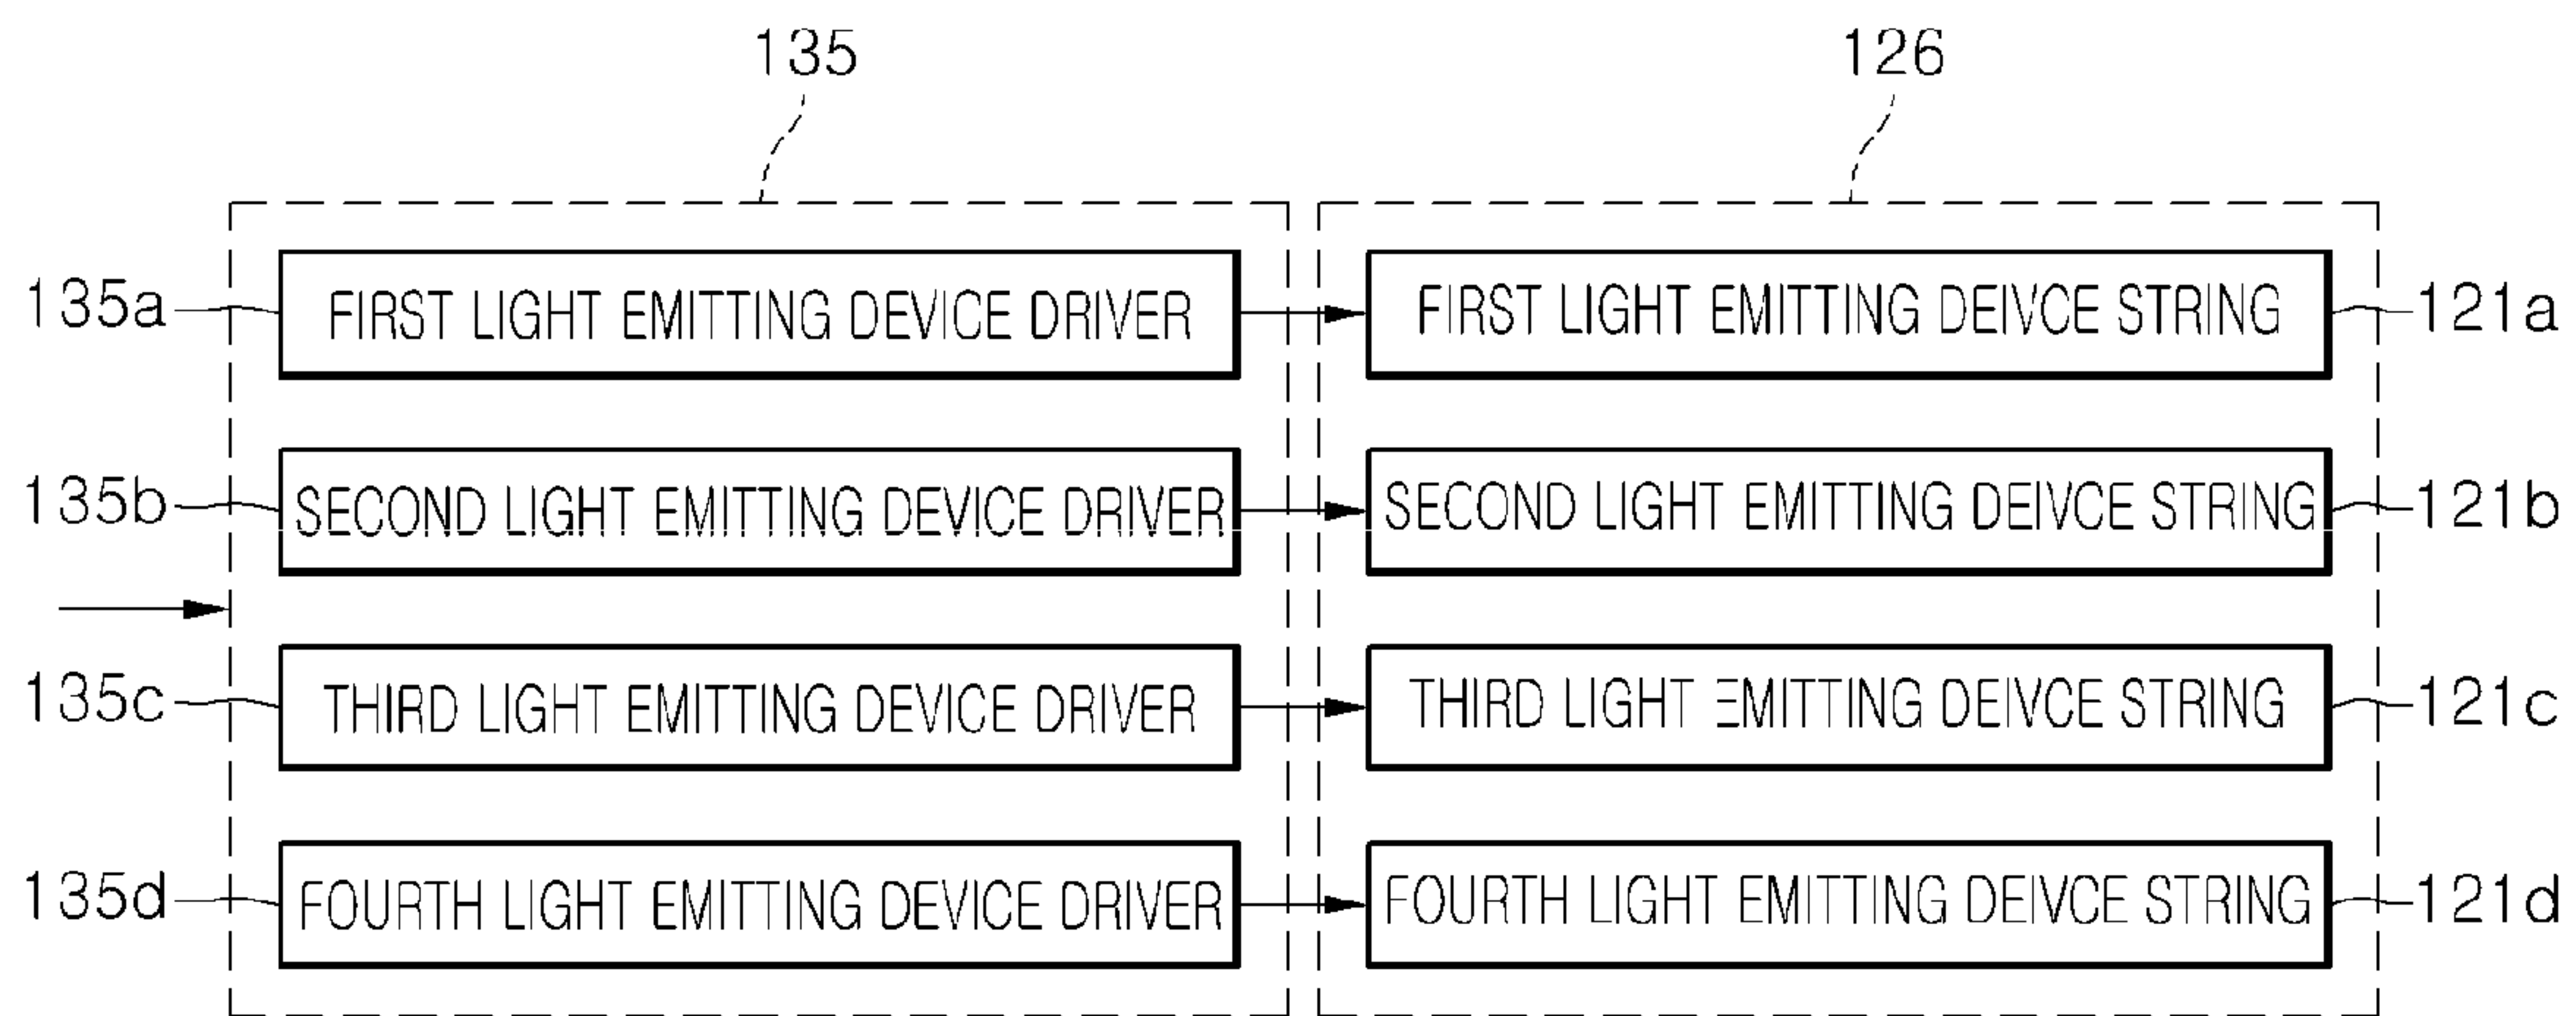 135 126
135a FIRST LIGHT EMITTING DEVICE DRIVER FIRST LIGHT EMITTING DEIVCE STRING 121a
135b SECOND LIGHT EMITTING DEVICE DRIVER SECOND LIGHT EMITTING DEIVCE STRING 121b
135c THIRD LIGHT EMITTING DEVICE DRIVER THIRD LIGHT EMITTING DEIVCE STRING 121c
135d FOURTH LIGHT EMITTING DEVICE DRIVER FOURTH LIGHT EMITTING DEIVCE STRING 121d